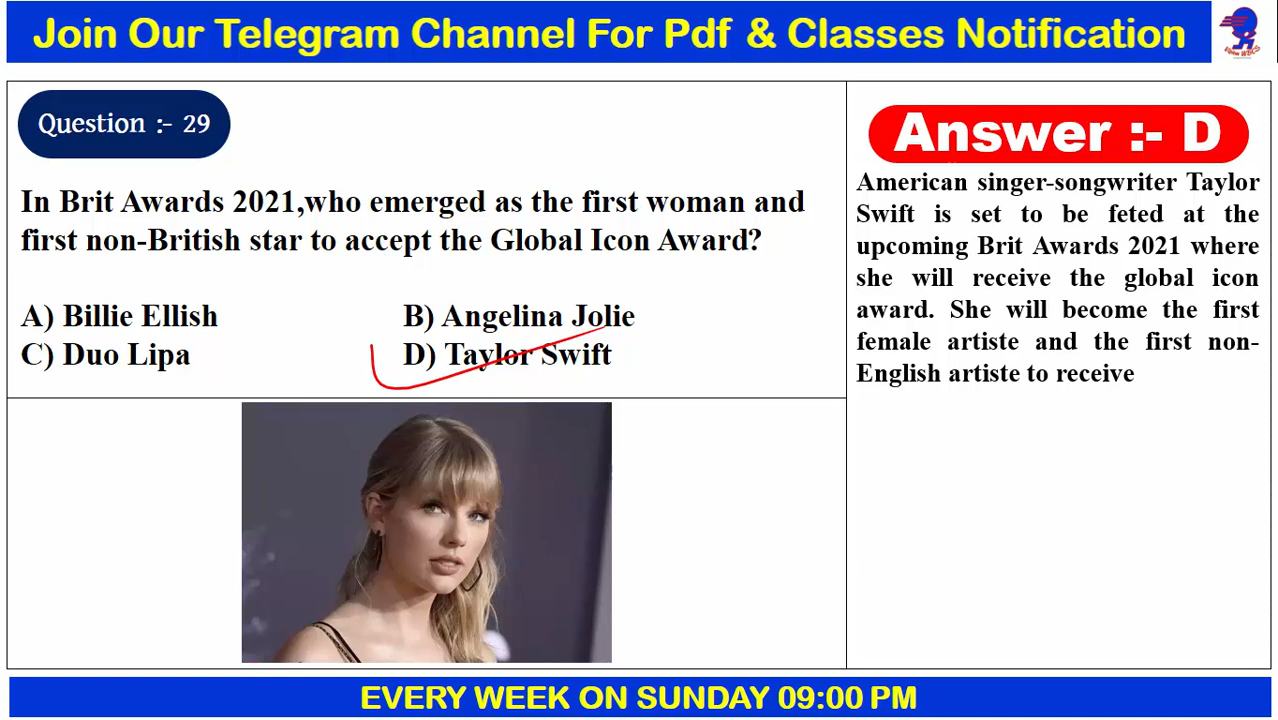 Join Our Telegram Channel For Pdf & Classes Notification
Question :- 29
In Brit Awards 2021,who emerged as the first woman and
first non-British star to accept the Global Icon Award?
A) Billie Ellish B) Angelina Jolie
C) Duo Lipa D) Taylor Swift
Answer :- D
American singer-songwriter Taylor
Swift is set to be feted at the
upcoming Brit Awards 2021 where
she will receive the global icon
award. She will become the first
female artiste and the first non-
English artiste to receive
EVERY WEEK ON SUNDAY 09:00 PM